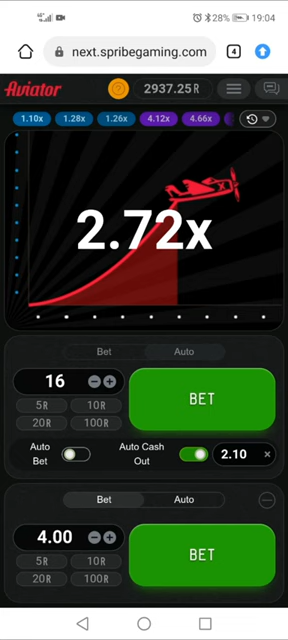 28% 19:04
next.spribegaming.com 4
Aviator 2937.25 R
1.10x 1.28x 1.26x 4.12x 4.66x
2.72x
Bet Auto
16
BET
5R 10R
20R 100R
Auto Bet Auto Cash Out 2.10 ×
Bet Auto
4.00
BET
5R 10R
20R 100R